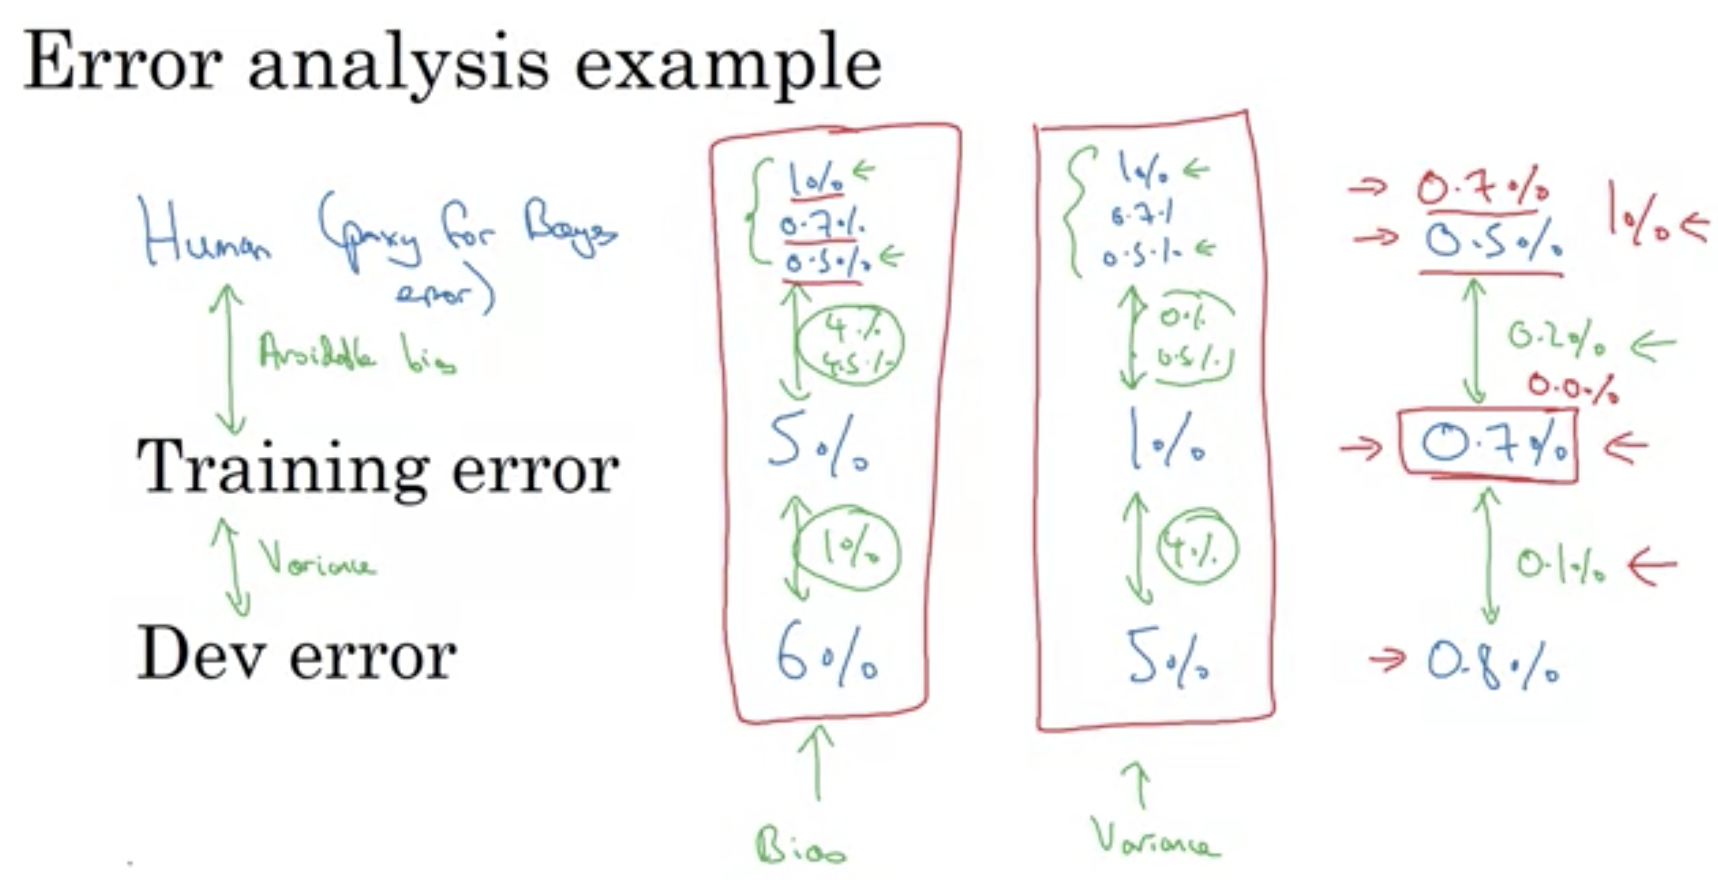 Error analysis example
Human (proxy for Bayes
error)
Avoidable bias
Training error
Variance
Dev error
1%
0.7%
0.5%
4%
4.5%
5%
1%
6%
Bias
1%
0.7%
0.5%
0%
0.5%
1%
4%
5%
Variance
0.7%
1%
0.5%
0.2%
0.0%
0.7%
0.1%
0.8%